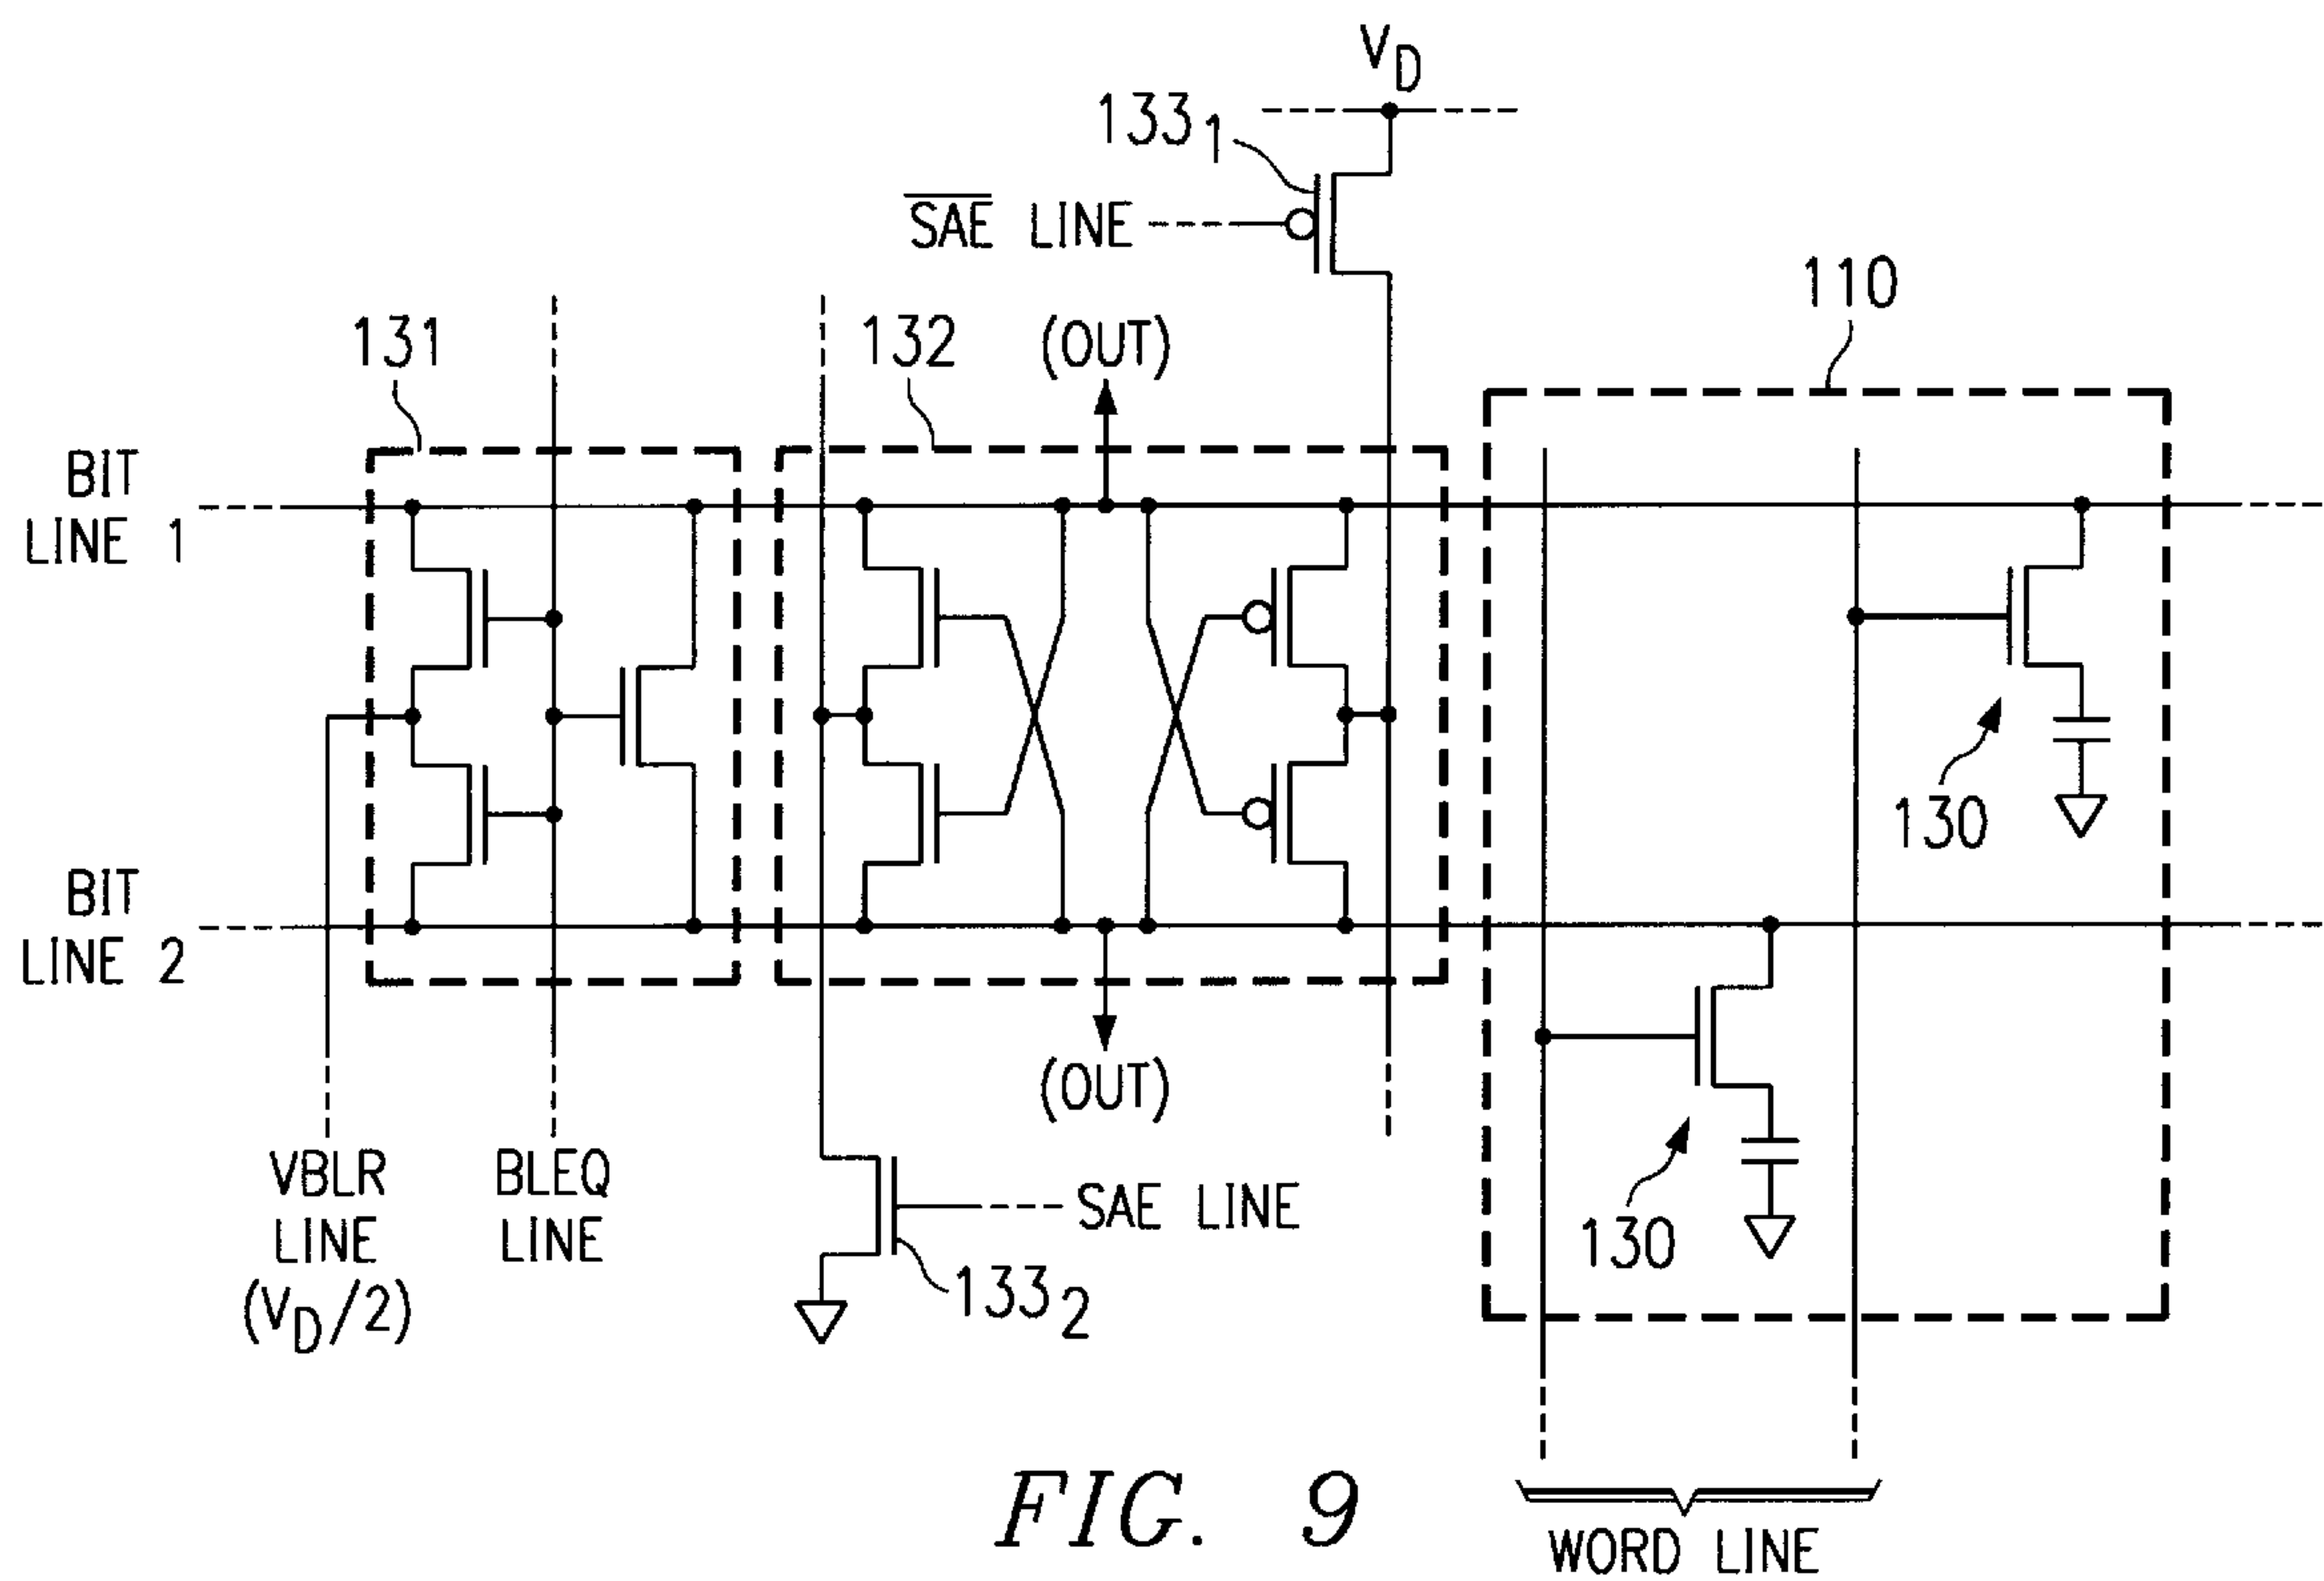 V_D
133_1
S̅A̅E̅ LINE
110
131
132
(OUT)
BIT
LINE 1
130
BIT
LINE 2
(OUT)
130
VBLR
LINE
(V_D/2)
BLEQ
LINE
SAE LINE
133_2
FIG. 9
WORD LINE